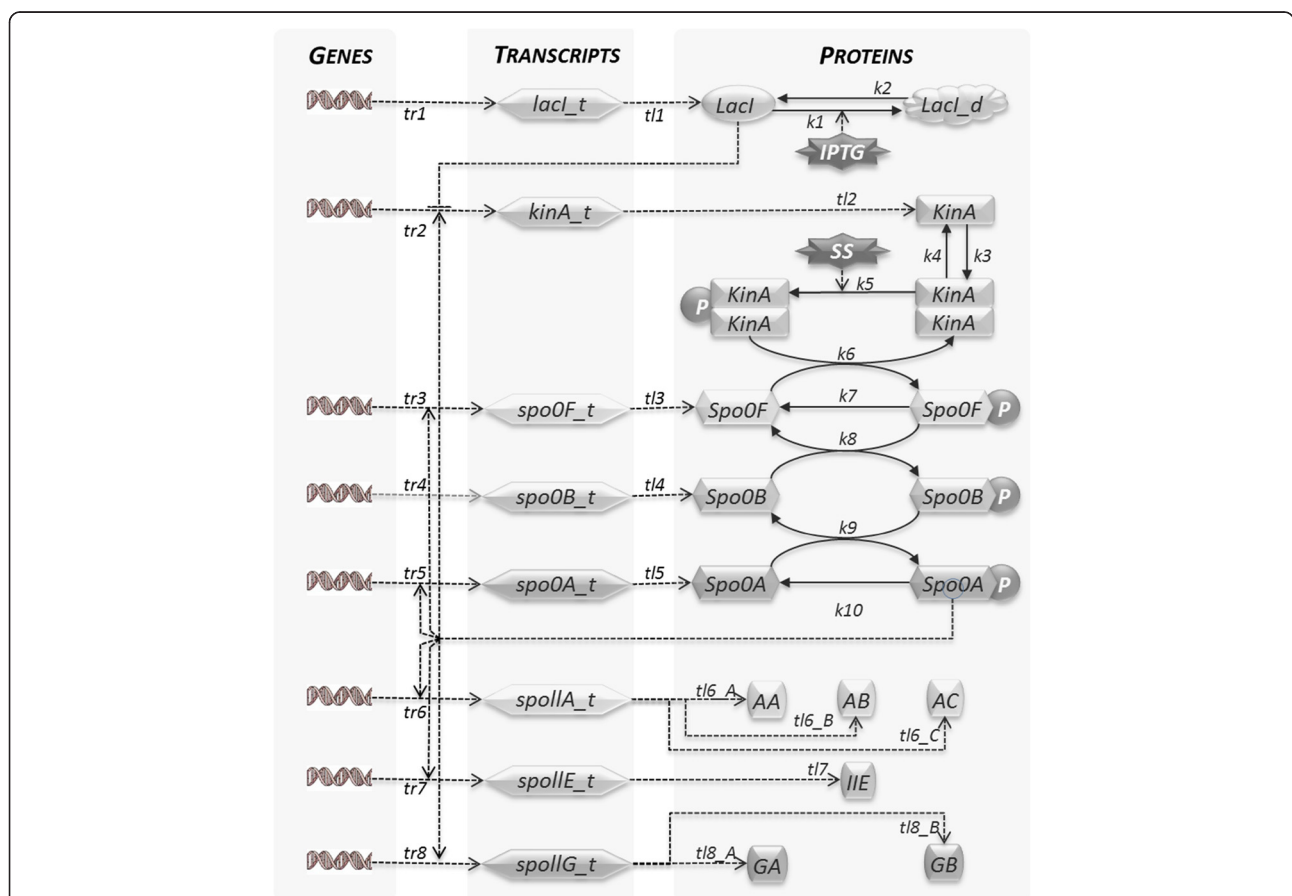 GENES TRANSCRIPTS PROTEINS
tr1 lacI_t tl1 LacI k2 k1 LacI_d
IPTG
tr2 kinA_t tl2 KinA
SS k4 k3
P KinA k5 KinA
KinA KinA
k6
tr3 spo0F_t tl3 Spo0F k7 Spo0F P
k8
tr4 spo0B_t tl4 Spo0B Spo0B P
k9
tr5 spo0A_t tl5 Spo0A Spo0A P
k10
tr6 spoIIA_t tl6_A AA tl6_B AB tl6_C AC
tr7 spoIIE_t tl7 IIE
tr8 spoIIG_t tl8_A GA tl8_B GB